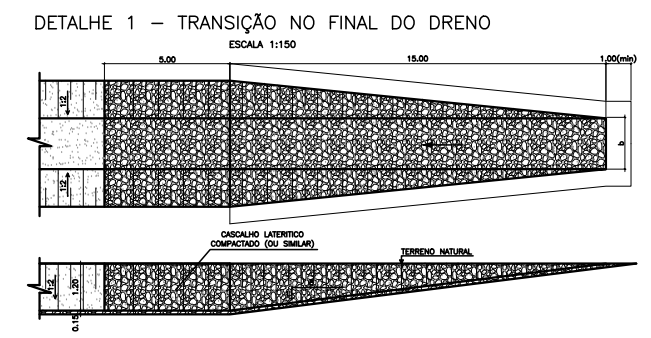 DETALHE 1 – TRANSIÇÃO NO FINAL DO DRENO
ESCALA 1:150
5.00
15.00
1.00(min)
1:2
b
1:2
CASCALHO LATERITICO
COMPACTADO (OU SIMILAR)
TERRENO NATURAL
1:2
1.20
0.15